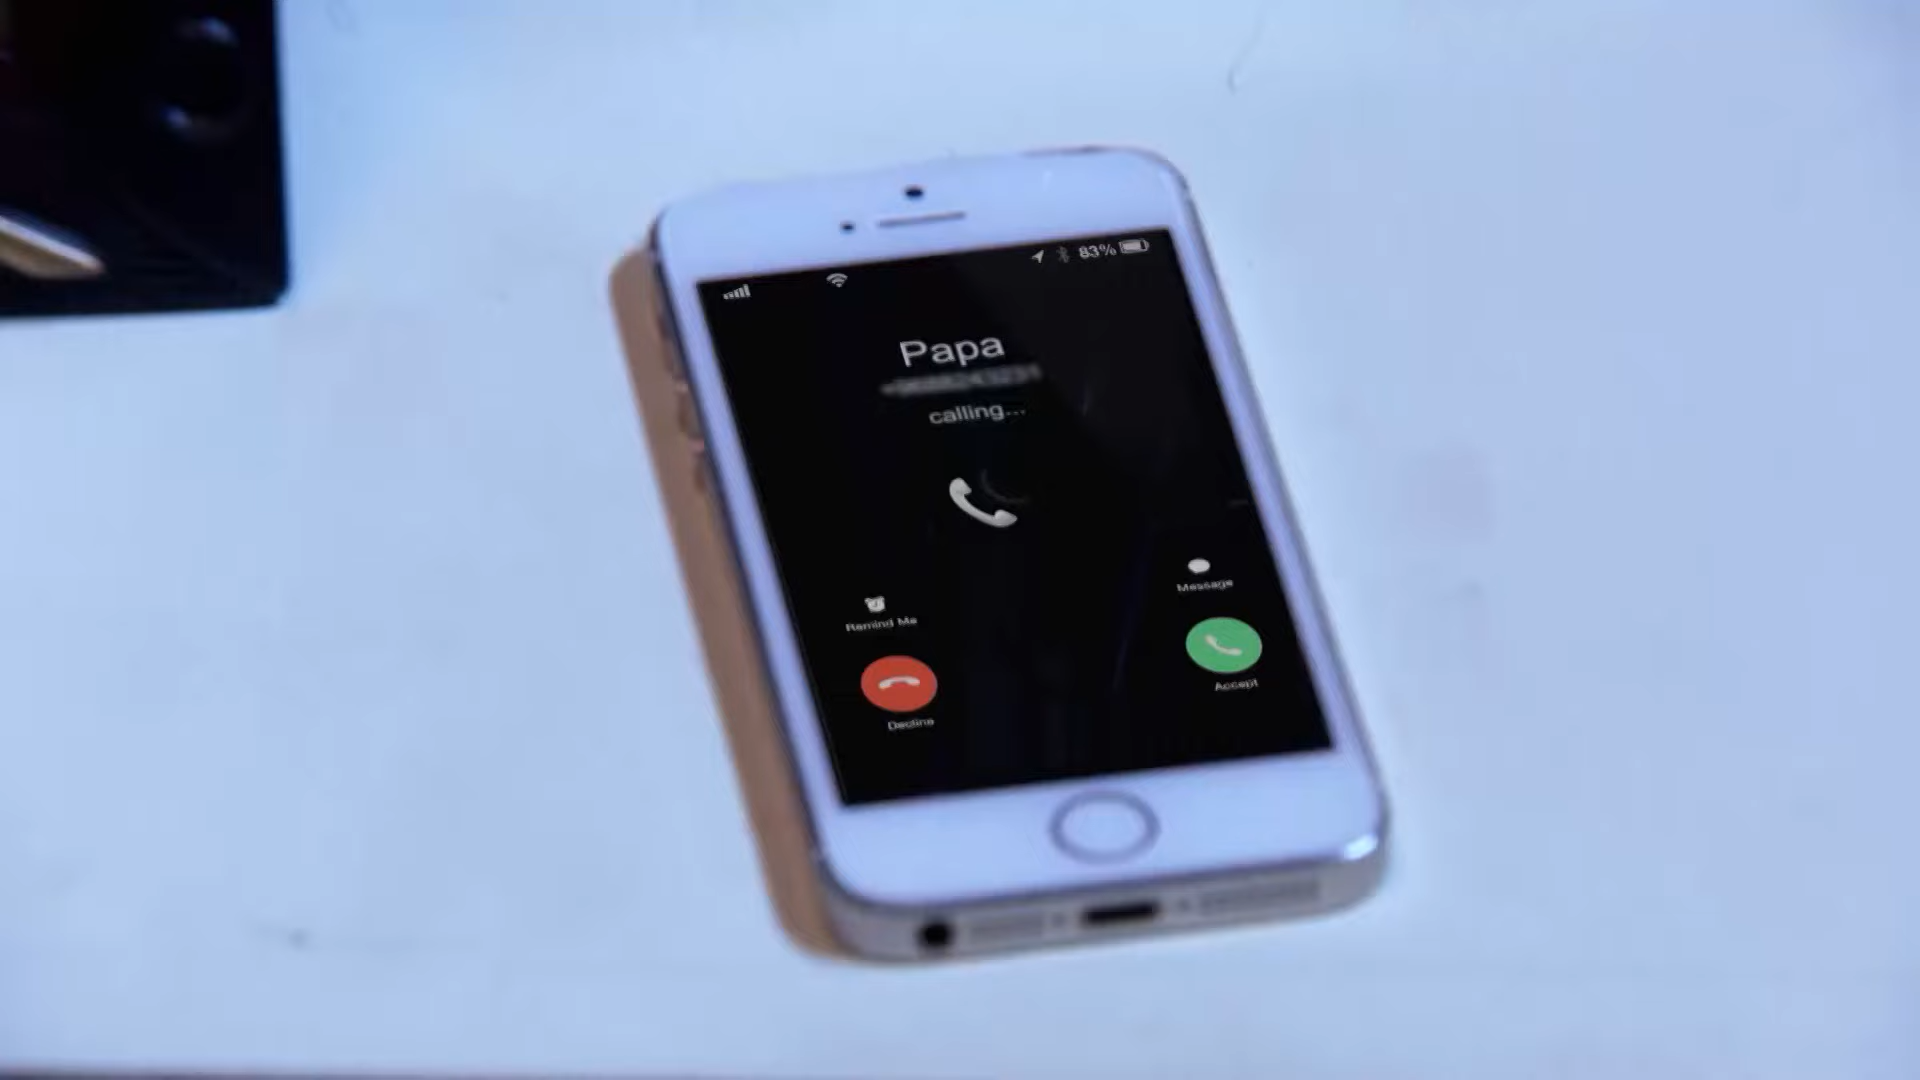 83%
Papa
calling...
Message
Remind Me
Accept
Decline